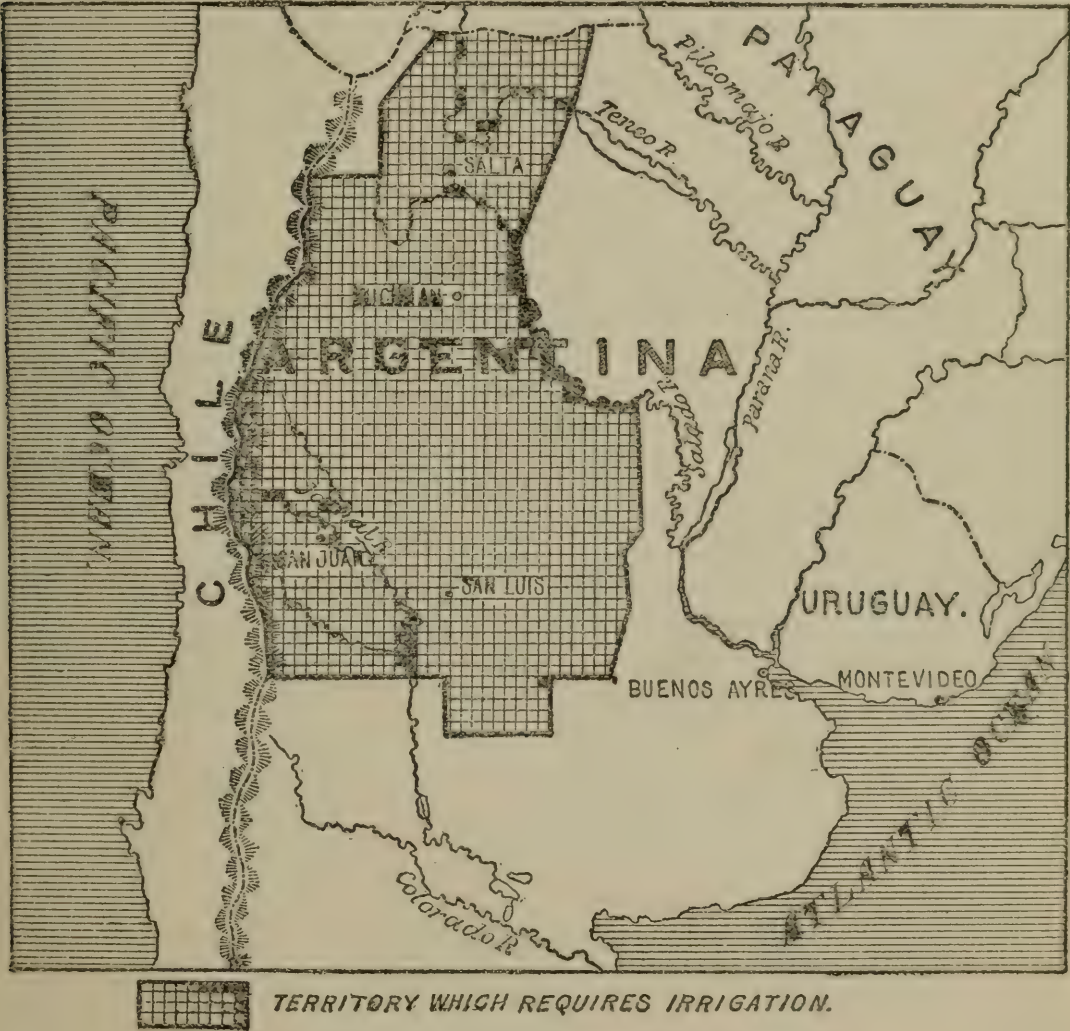 PARAGUAY
Pilcomajo R
Teneo R.
SALTA
PACIFIC OCEAN
CHILE
ARGENTINA
Parana R.
Salado R
SAN JUAN
SAN LUIS
URUGUAY.
BUENOS AYRES
MONTEVIDEO
ATLANTIC OCEAN
Colorado R.
TERRITORY WHICH REQUIRES IRRIGATION.